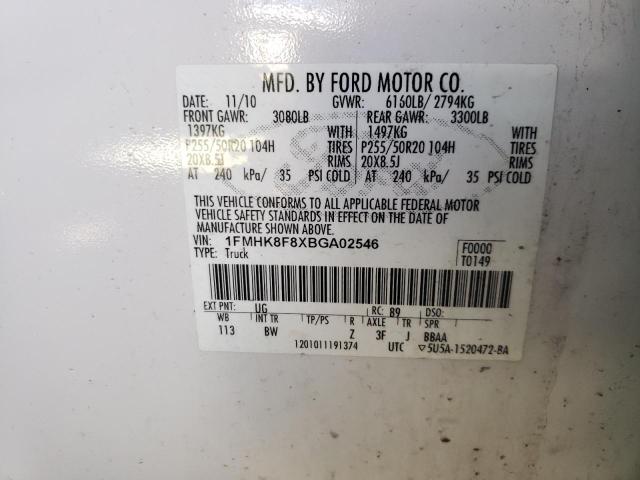 MFD. BY FORD MOTOR CO.
DATE: 11/10 GVWR: 6160LB/ 2794KG
FRONT GAWR: 3080LB REAR GAWR: 3300LB
1397KG WITH 1497KG WITH
P255/50R20 104H TIRES P255/50R20 104H TIRES
20X8.5J RIMS 20X8.5J RIMS
AT 240 kPa/ 35 PSI COLD AT 240 kPa/ 35 PSI COLD
THIS VEHICLE CONFORMS TO ALL APPLICABLE FEDERAL MOTOR
VEHICLE SAFETY STANDARDS IN EFFECT ON THE DATE OF
MANUFACTURE SHOWN ABOVE.
VIN: 1FMHK8F8XBGA02546 F0000
TYPE: Truck T0149
EXT PNT: UG RC: 89 DSO:
WB INT TR TP/PS R AXLE TR SPR
113 BW Z 3F J BBAA
1201011191374 UTC ▽5U5A-1520472-BA